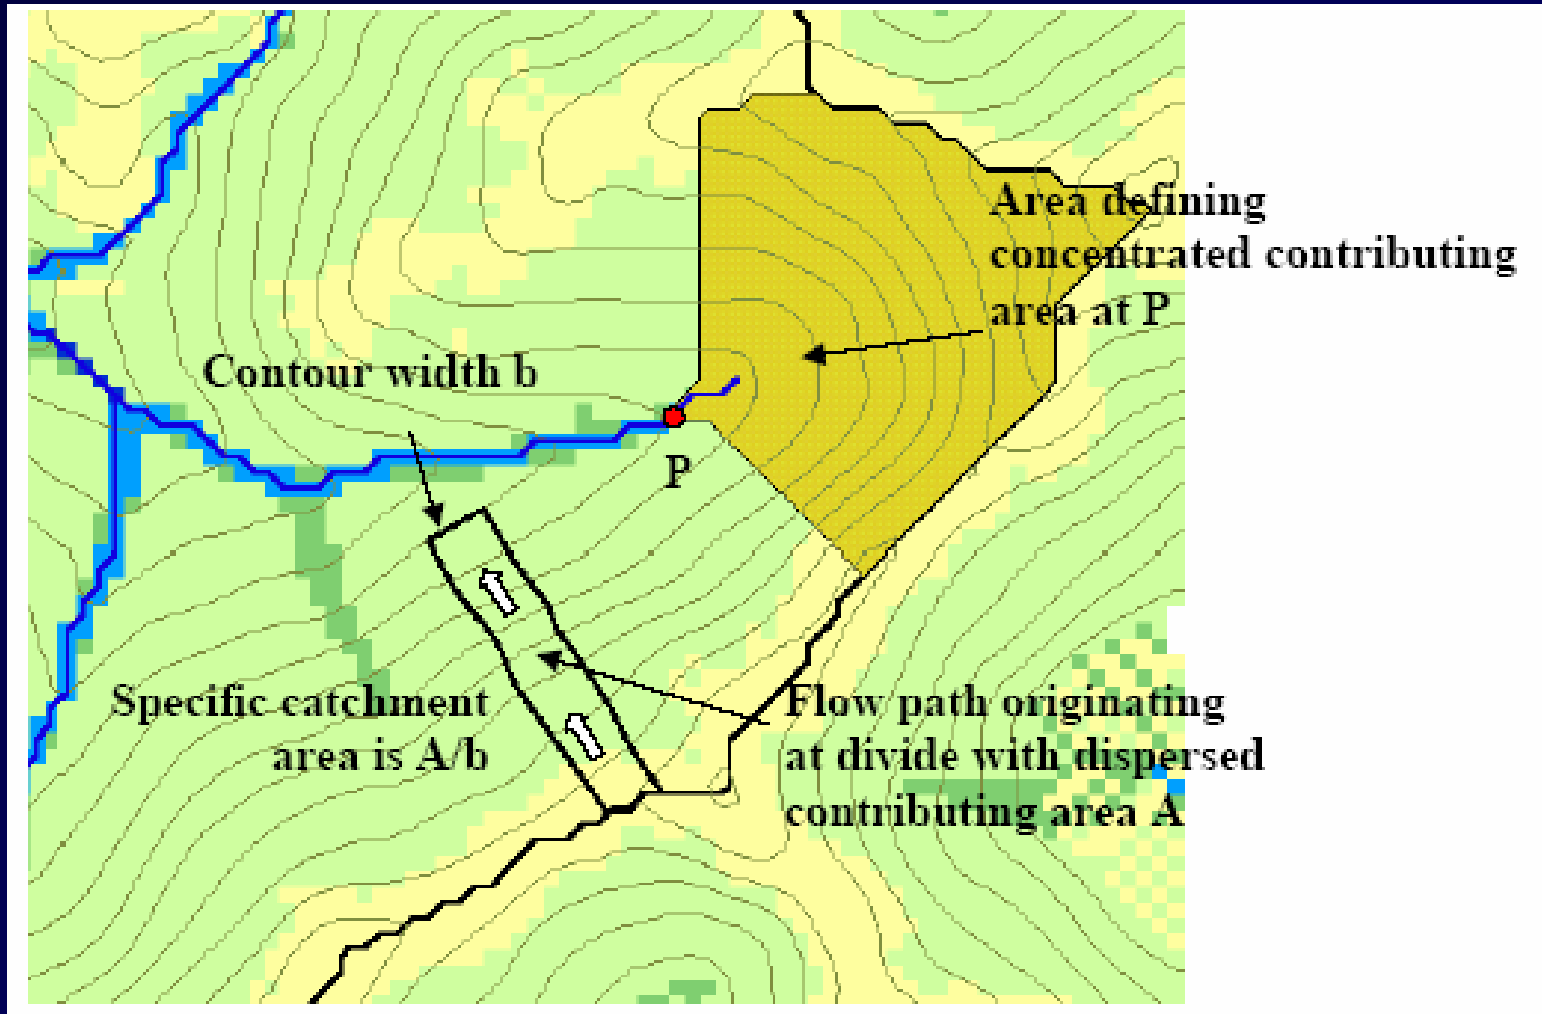 Area defining
concentrated contributing
area at P
Contour width b
P
Specific catchment
area is A/b
Flow path originating
at divide with dispersed
contributing area A